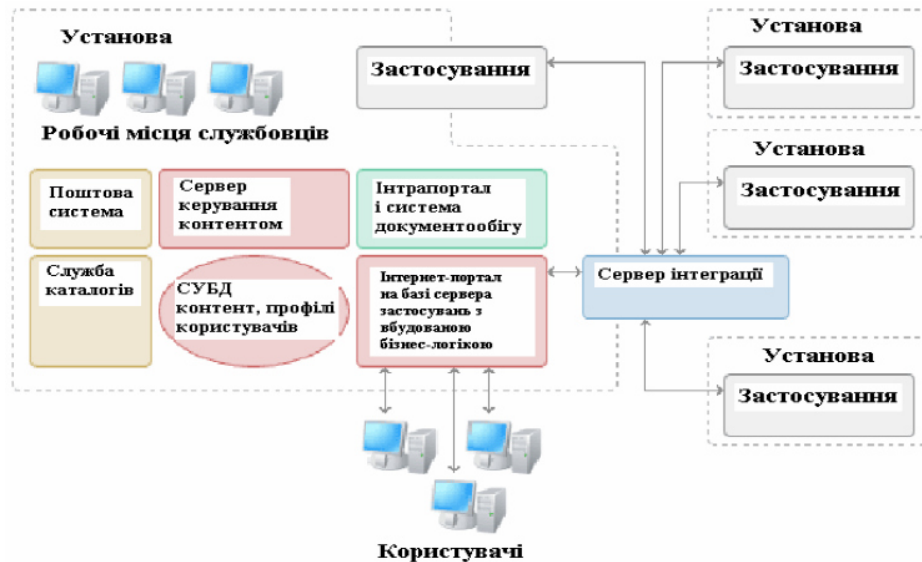 Установа
Застосування
Робочі місця службовців
Поштова
система
Сервер
керування
контентом
Інтрапортал
і система
документообігу
Служба
каталогів
СУБД
контент, профілі
користувачів
Інтернет-портал
на базі сервера
застосувань з
вбудованою
бізнес-логікою
Сервер інтеграції
Установа
Застосування
Установа
Застосування
Установа
Застосування
Користувачі